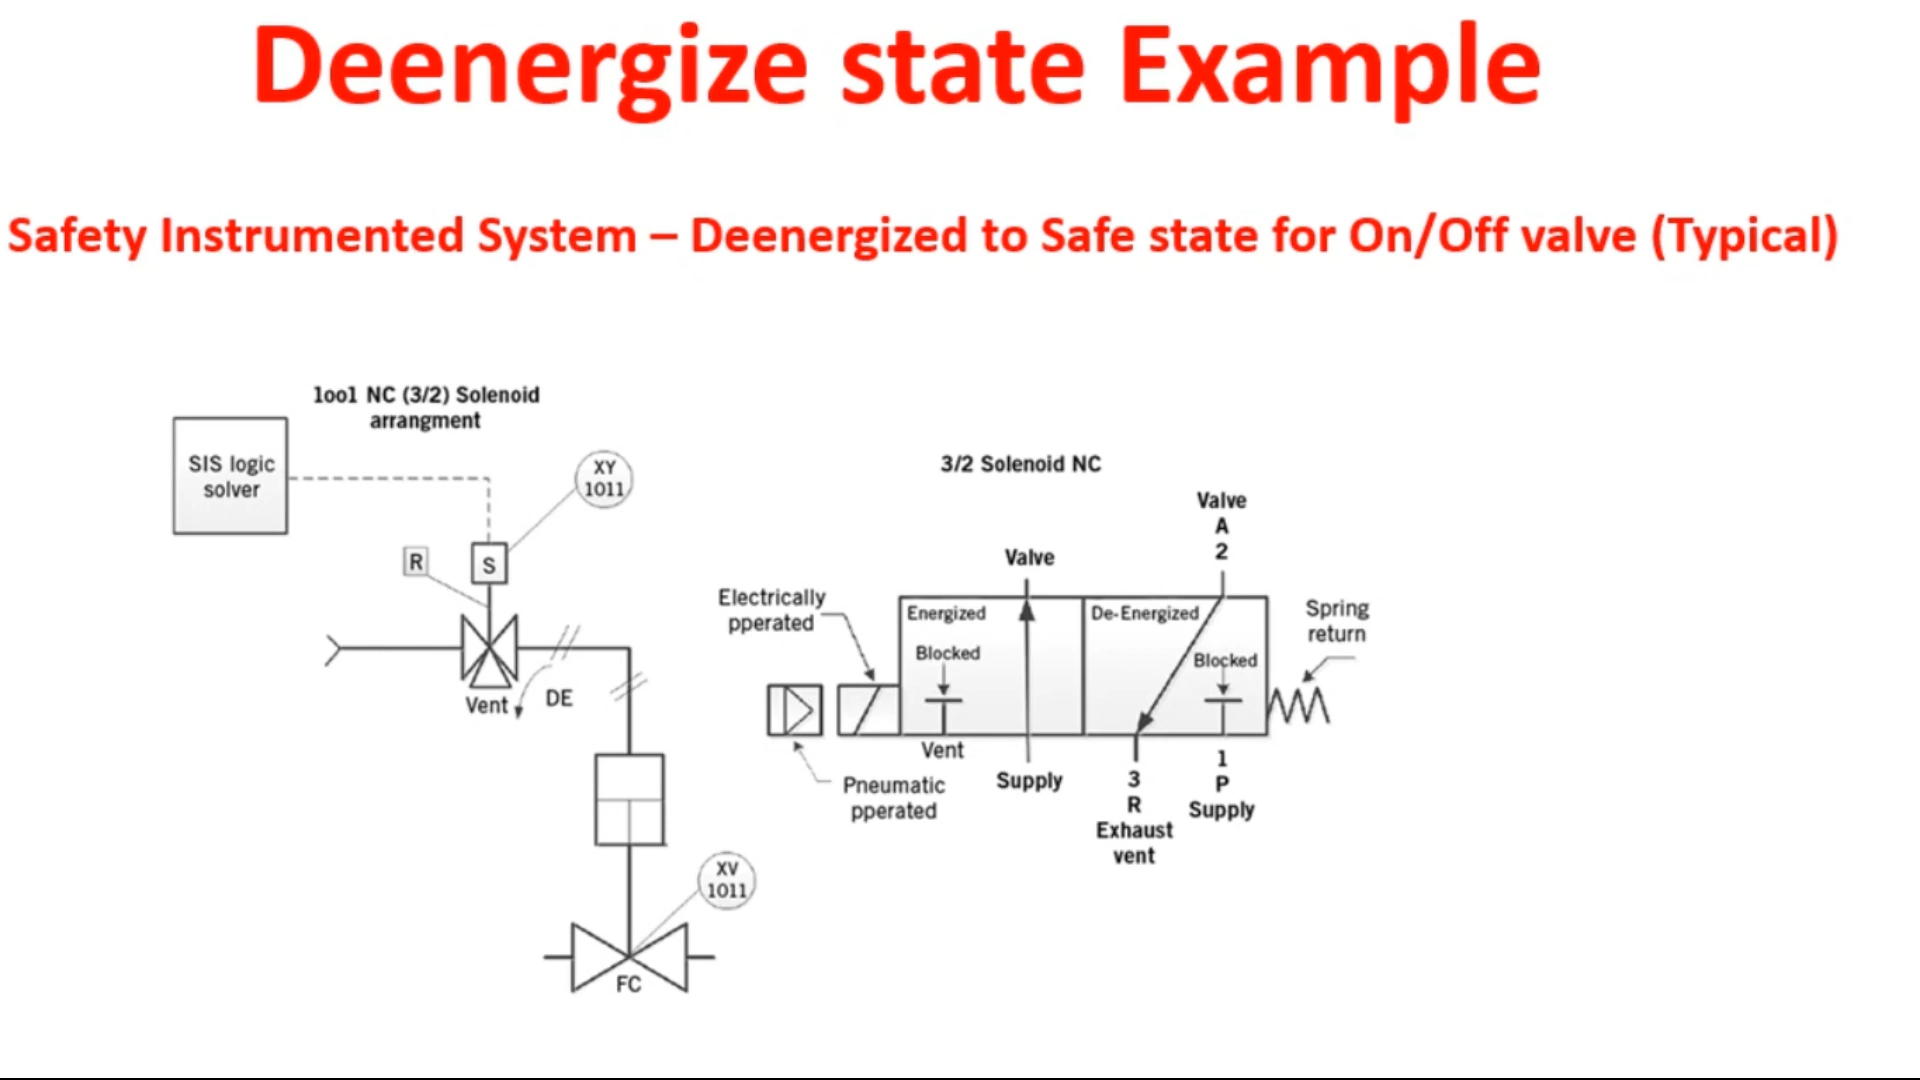 Deenergize state Example
Safety Instrumented System – Deenergized to Safe state for On/Off valve (Typical)
1oo1 NC (3/2) Solenoid
arrangment
SIS logic
solver
XY
1011
R
S
Vent
DE
XV
1011
FC
3/2 Solenoid NC
Valve
A
2
Valve
Electrically
pperated
Energized
De-Energized
Spring
return
Blocked
Blocked
Vent
Supply
Pneumatic
pperated
3
R
Exhaust
vent
1
P
Supply